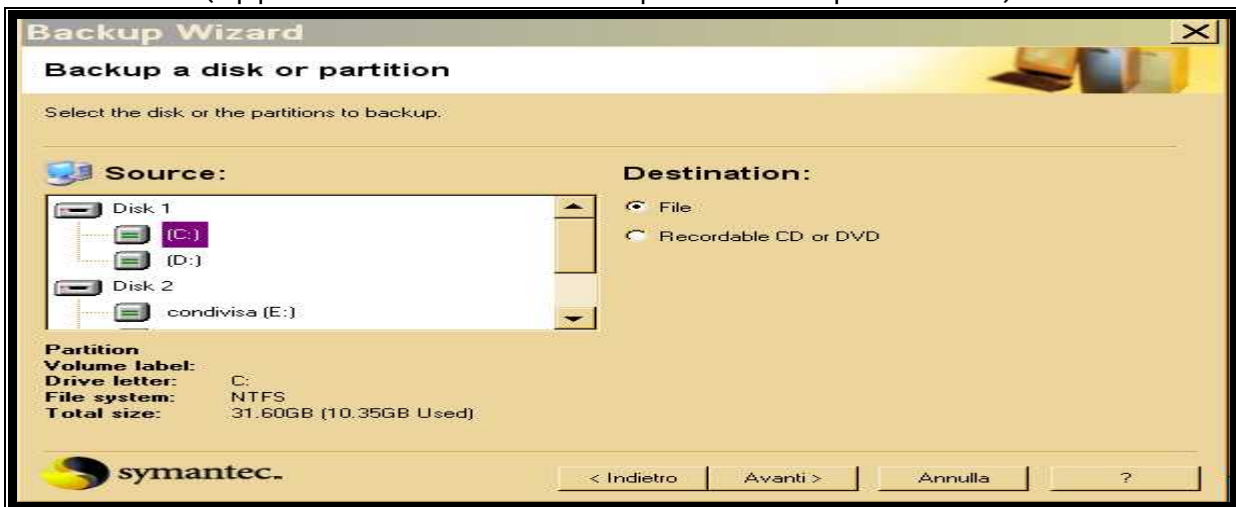 Backup Wizard
Backup a disk or partition
Select the disk or the partitions to backup.
Source:
Disk 1
(C:)
(D:)
Disk 2
condivisa (E:)
Destination:
File
Recordable CD or DVD
Partition
Volume label:
Drive letter: C:
File system: NTFS
Total size: 31.60GB (10.35GB Used)
symantec.
< Indietro Avanti > Annulla ?